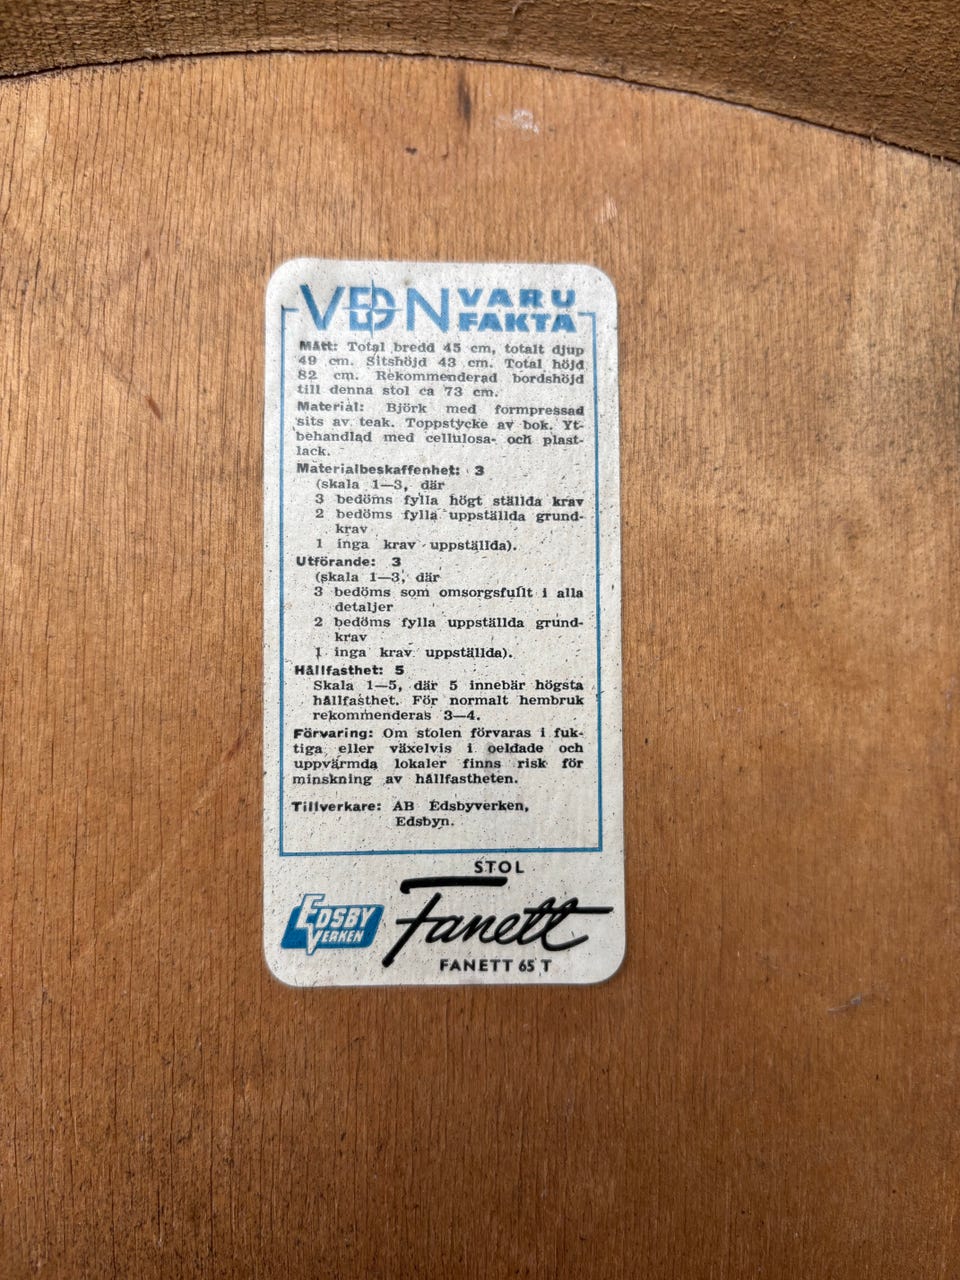 VDN VARU
FAKTA
Mått: Total bredd 45 cm, totalt djup
49 cm. Sitshöjd 43 cm. Total höjd
82 cm. Rekommenderad bordshöjd
till denna stol ca 73 cm.
Material: Björk med formpressad
sits av teak. Toppstycke av bok. Yt-
behandlad med cellulosa- och plast-
lack.
Materialbeskaffenhet: 3
(skala 1—3, där
3 bedöms fylla högt ställda krav
2 bedöms fylla uppställda grund-
krav
1 inga krav uppställda).
Utförande: 3
(skala 1—3, där
3 bedöms som omsorgsfullt i alla
detaljer
2 bedöms fylla uppställda grund-
krav
1 inga krav uppställda).
Hållfasthet: 5
Skala 1—5, där 5 innebär högsta
hållfasthet. För normalt hembruk
rekommenderas 3—4.
Förvaring: Om stolen förvaras i fuk-
tiga eller växelvis i oeldade och
uppvärmda lokaler finns risk för
minskning av hållfastheten.
Tillverkare: AB Edsbyverken,
Edsbyn.
STOL
EDSBY
VERKEN
Fanett
FANETT 65 T